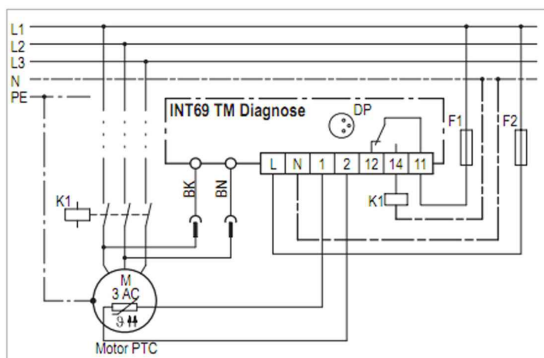 L1
L2
L3
N
PE
INT69 TM Diagnose
DP
F1
F2
BK
BN
L N 1 2 12 14 11
K1
K1
M
3 AC
ϑ
Motor PTC